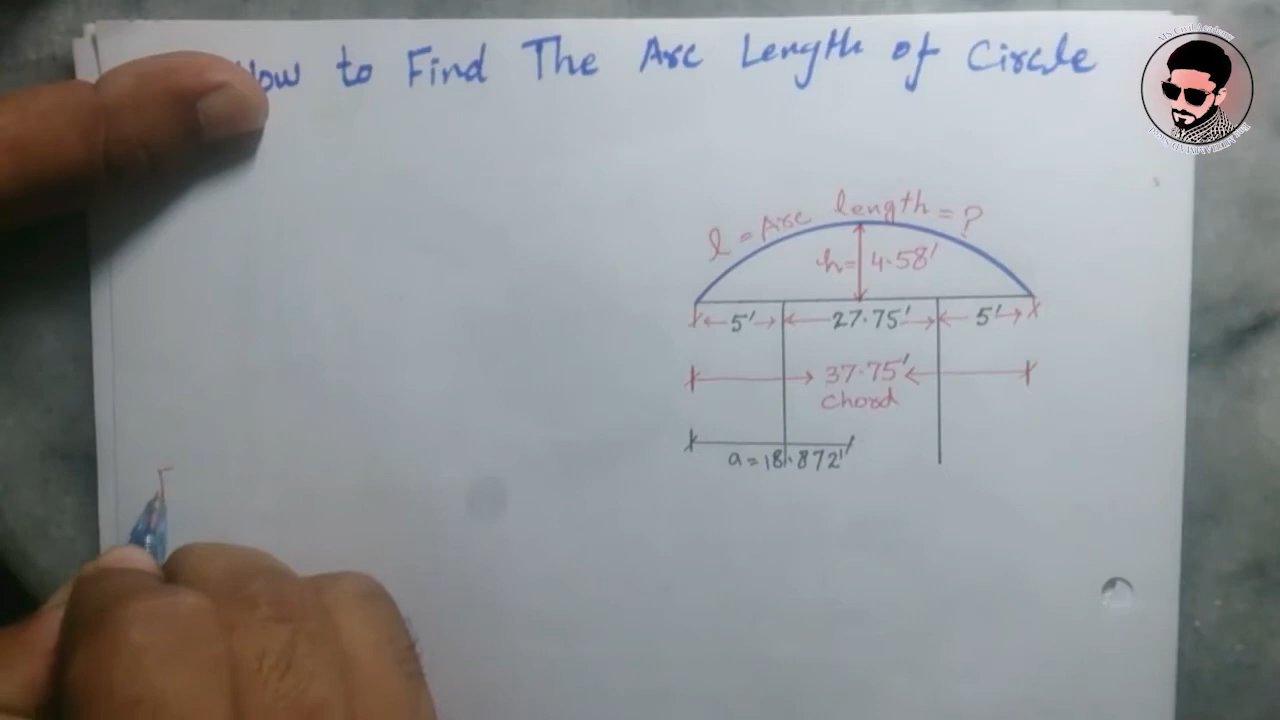 How to Find The Arc Length of Circle
l = Arc length = ?
h = 4.58'
5' 27.75' 5'
37.75'
chord
a = 18.872'